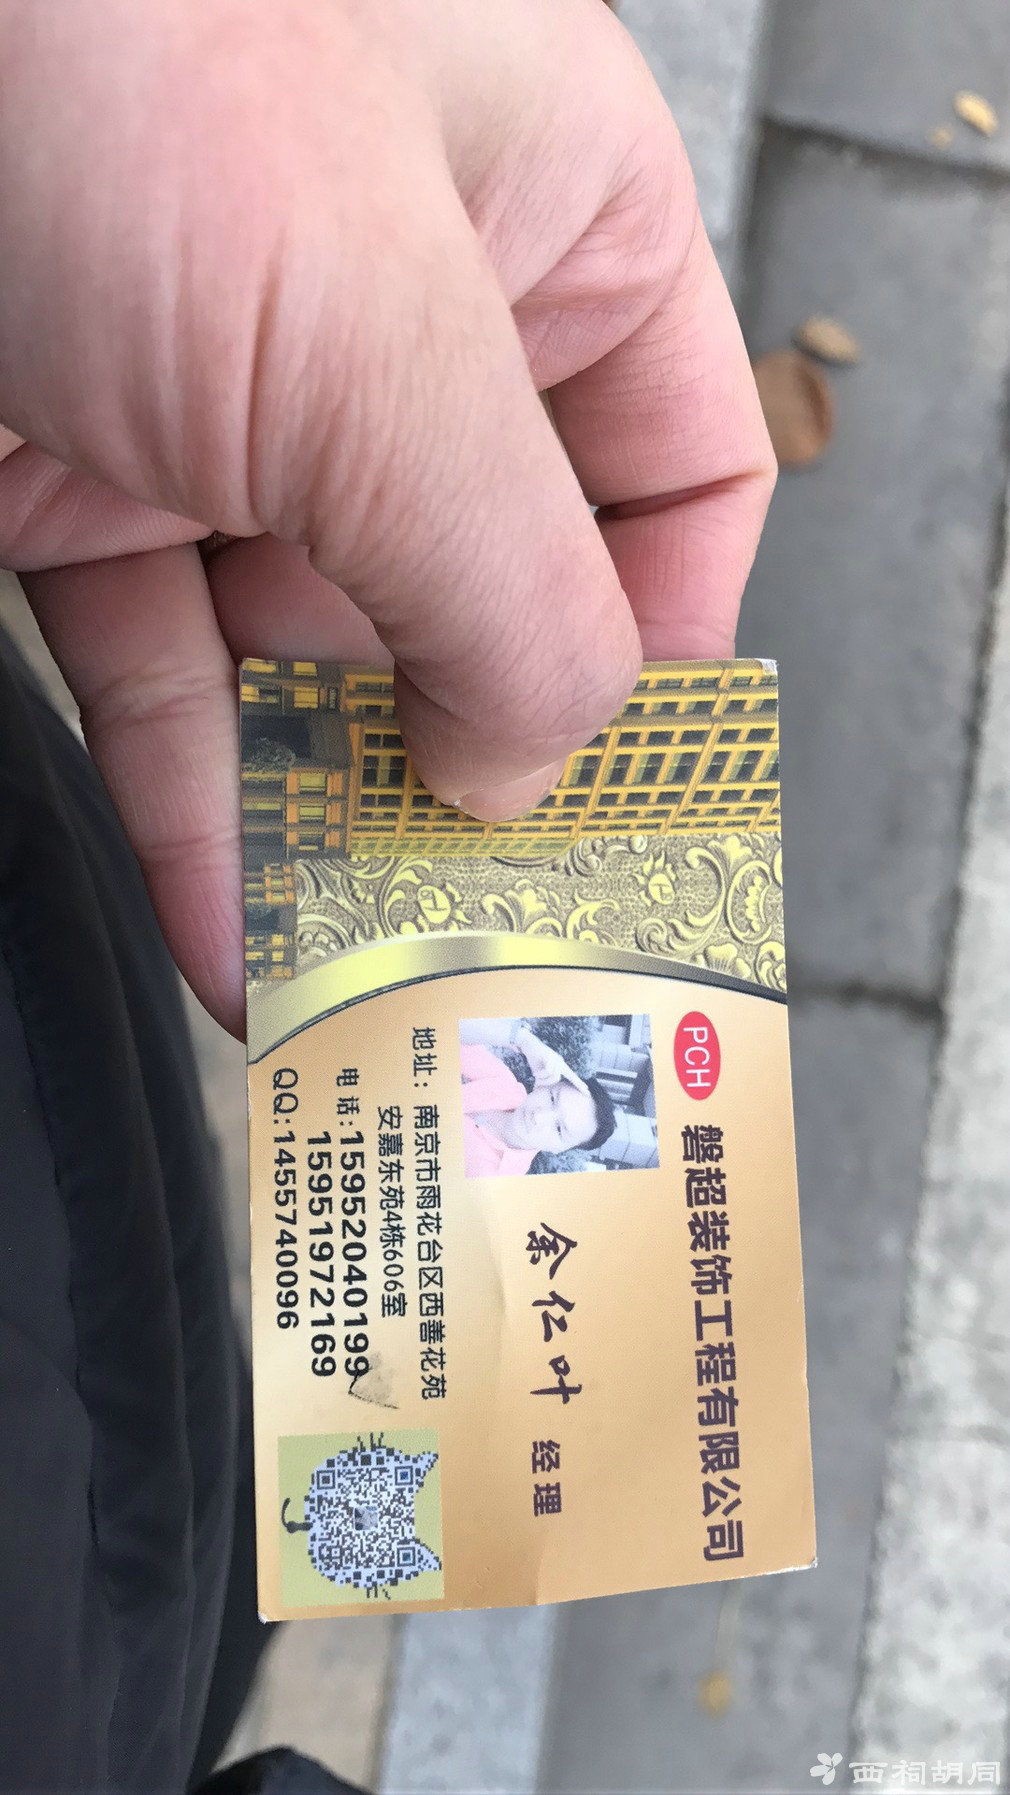 PCH 磐超装饰工程有限公司
余仁叶 经理
地址：南京市雨花台区西善花苑
安嘉东苑4栋606室
电话:15952040199
15951972169
QQ:1455740096
西祠胡同